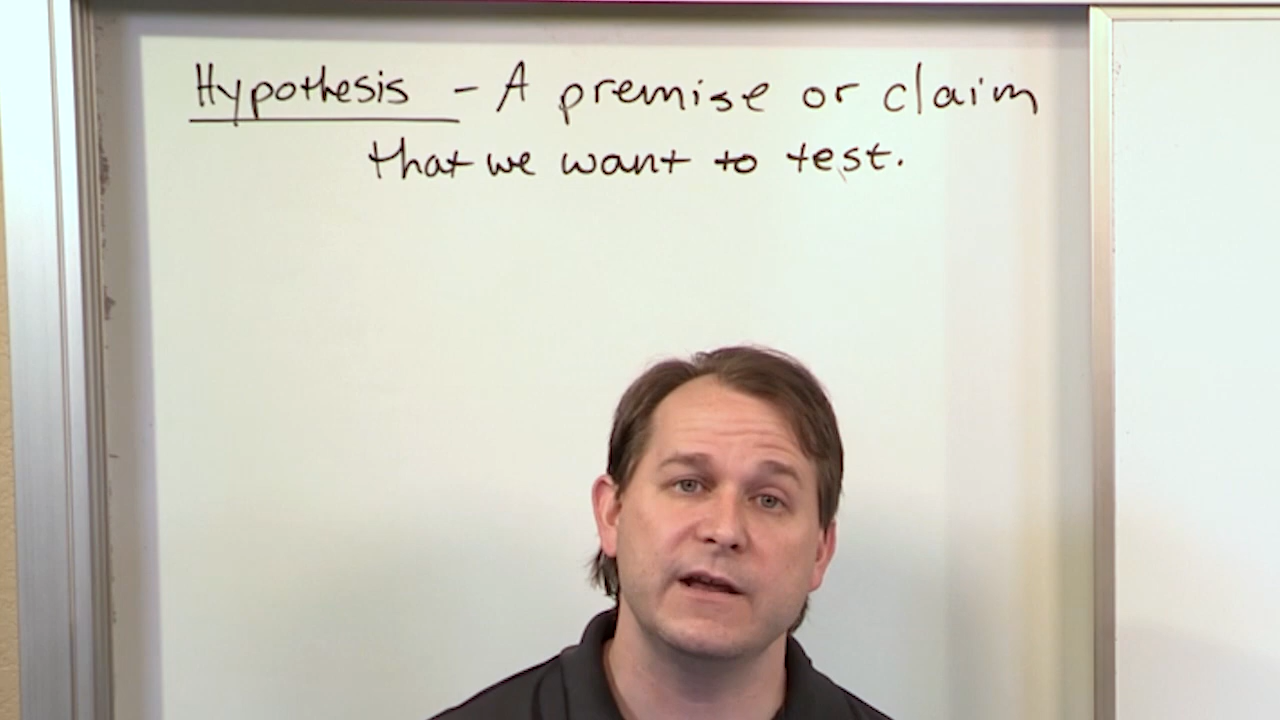 Hypothesis - A premise or claim
that we want to test.